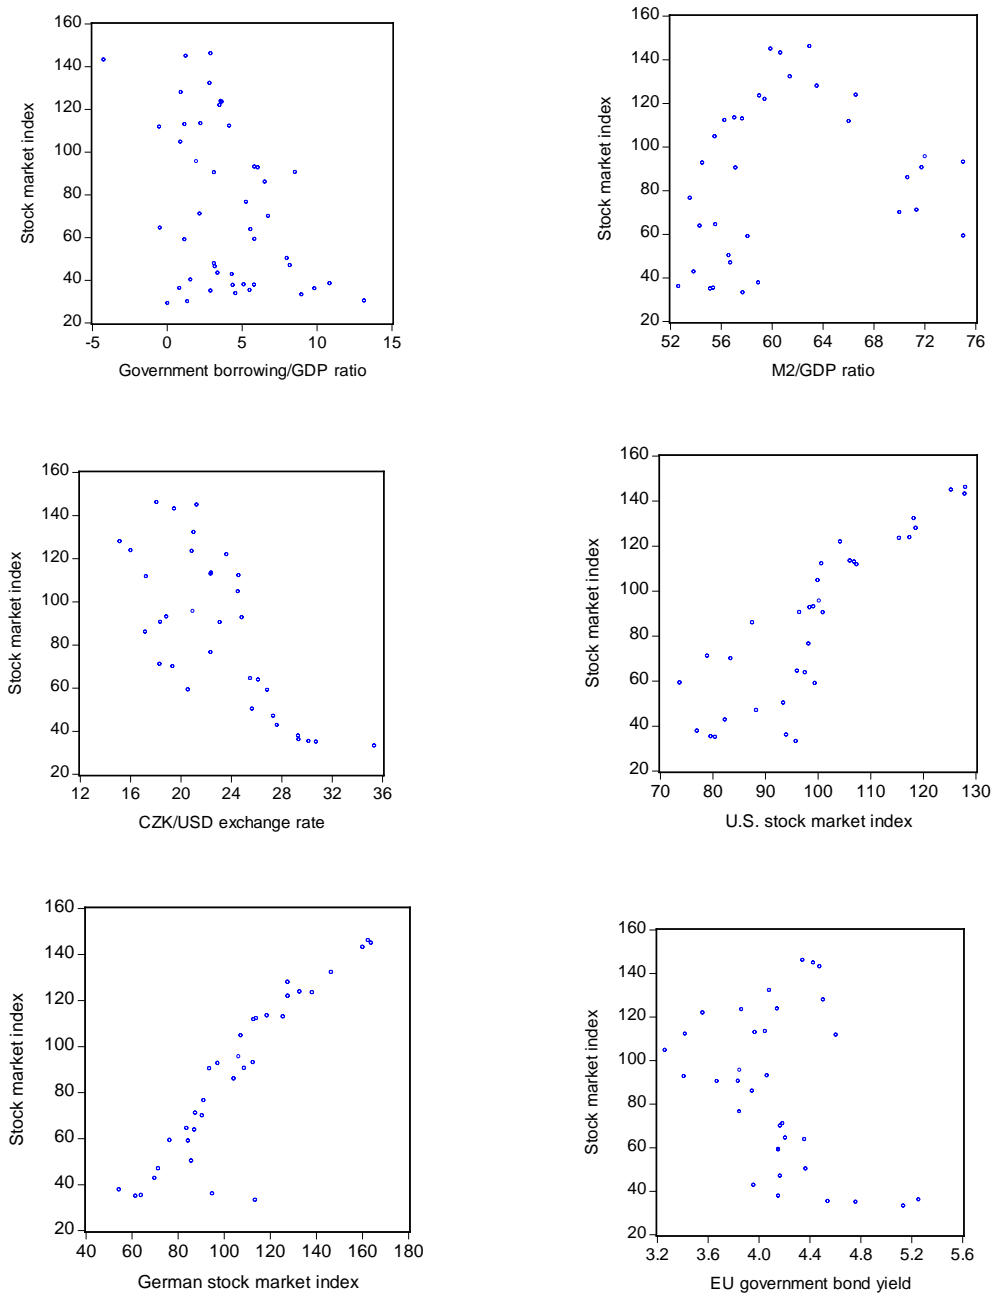 160
140
120
100
80
60
40
20
Stock market index
-5 0 5 10 15
Government borrowing/GDP ratio
160
140
120
100
80
60
40
20
Stock market index
52 56 60 64 68 72 76
M2/GDP ratio
160
140
120
100
80
60
40
20
Stock market index
12 16 20 24 28 32 36
CZK/USD exchange rate
160
140
120
100
80
60
40
20
Stock market index
70 80 90 100 110 120 130
U.S. stock market index
160
140
120
100
80
60
40
20
Stock market index
40 60 80 100 120 140 160 180
German stock market index
160
140
120
100
80
60
40
20
Stock market index
3.2 3.6 4.0 4.4 4.8 5.2 5.6
EU government bond yield